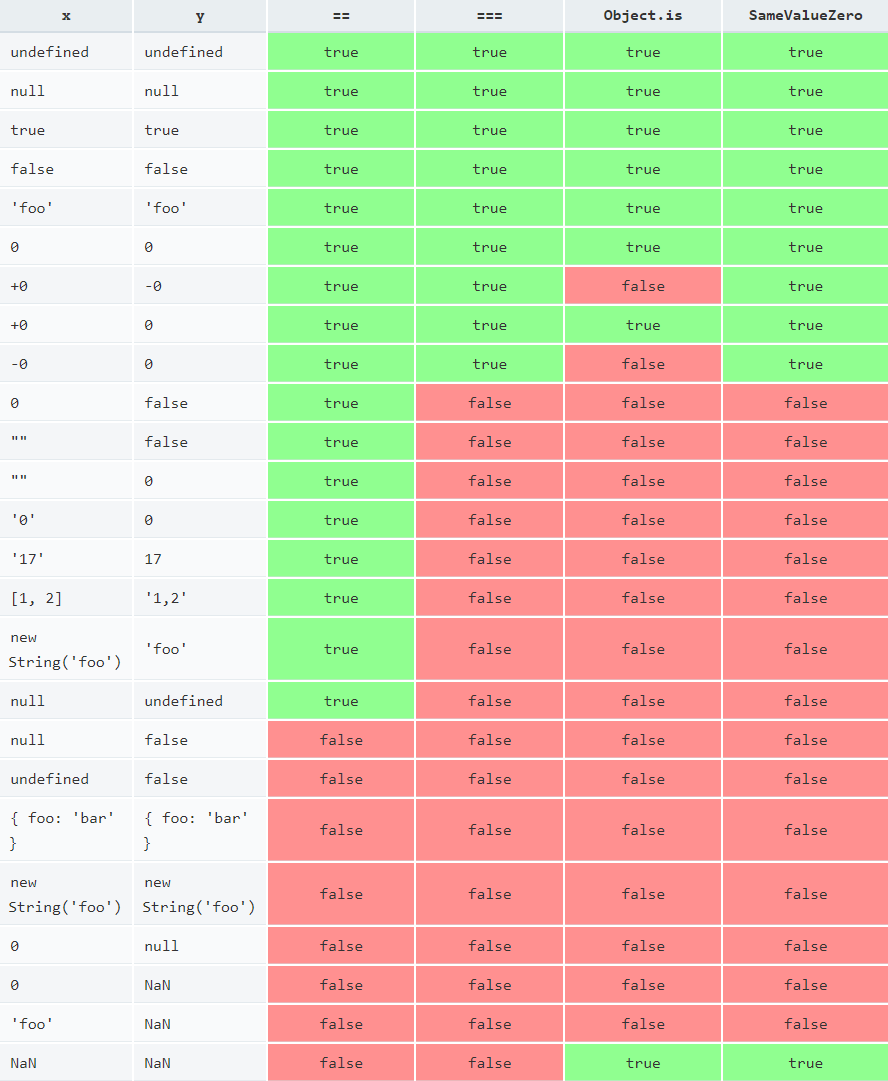 x y == === Object.is SameValueZero
undefined undefined true true true true
null null true true true true
true true true true true true
false false true true true true
'foo' 'foo' true true true true
0 0 true true true true
+0 -0 true true false true
+0 0 true true true true
-0 0 true true false true
0 false true false false false
"" false true false false false
"" 0 true false false false
'0' 0 true false false false
'17' 17 true false false false
[1, 2] '1,2' true false false false
new
String('foo') 'foo' true false false false
null undefined true false false false
null false false false false false
undefined false false false false false
{ foo: 'bar' { foo: 'bar'
} } false false false false
new new
String('foo') String('foo') false false false false
0 null false false false false
0 NaN false false false false
'foo' NaN false false false false
NaN NaN false false true true